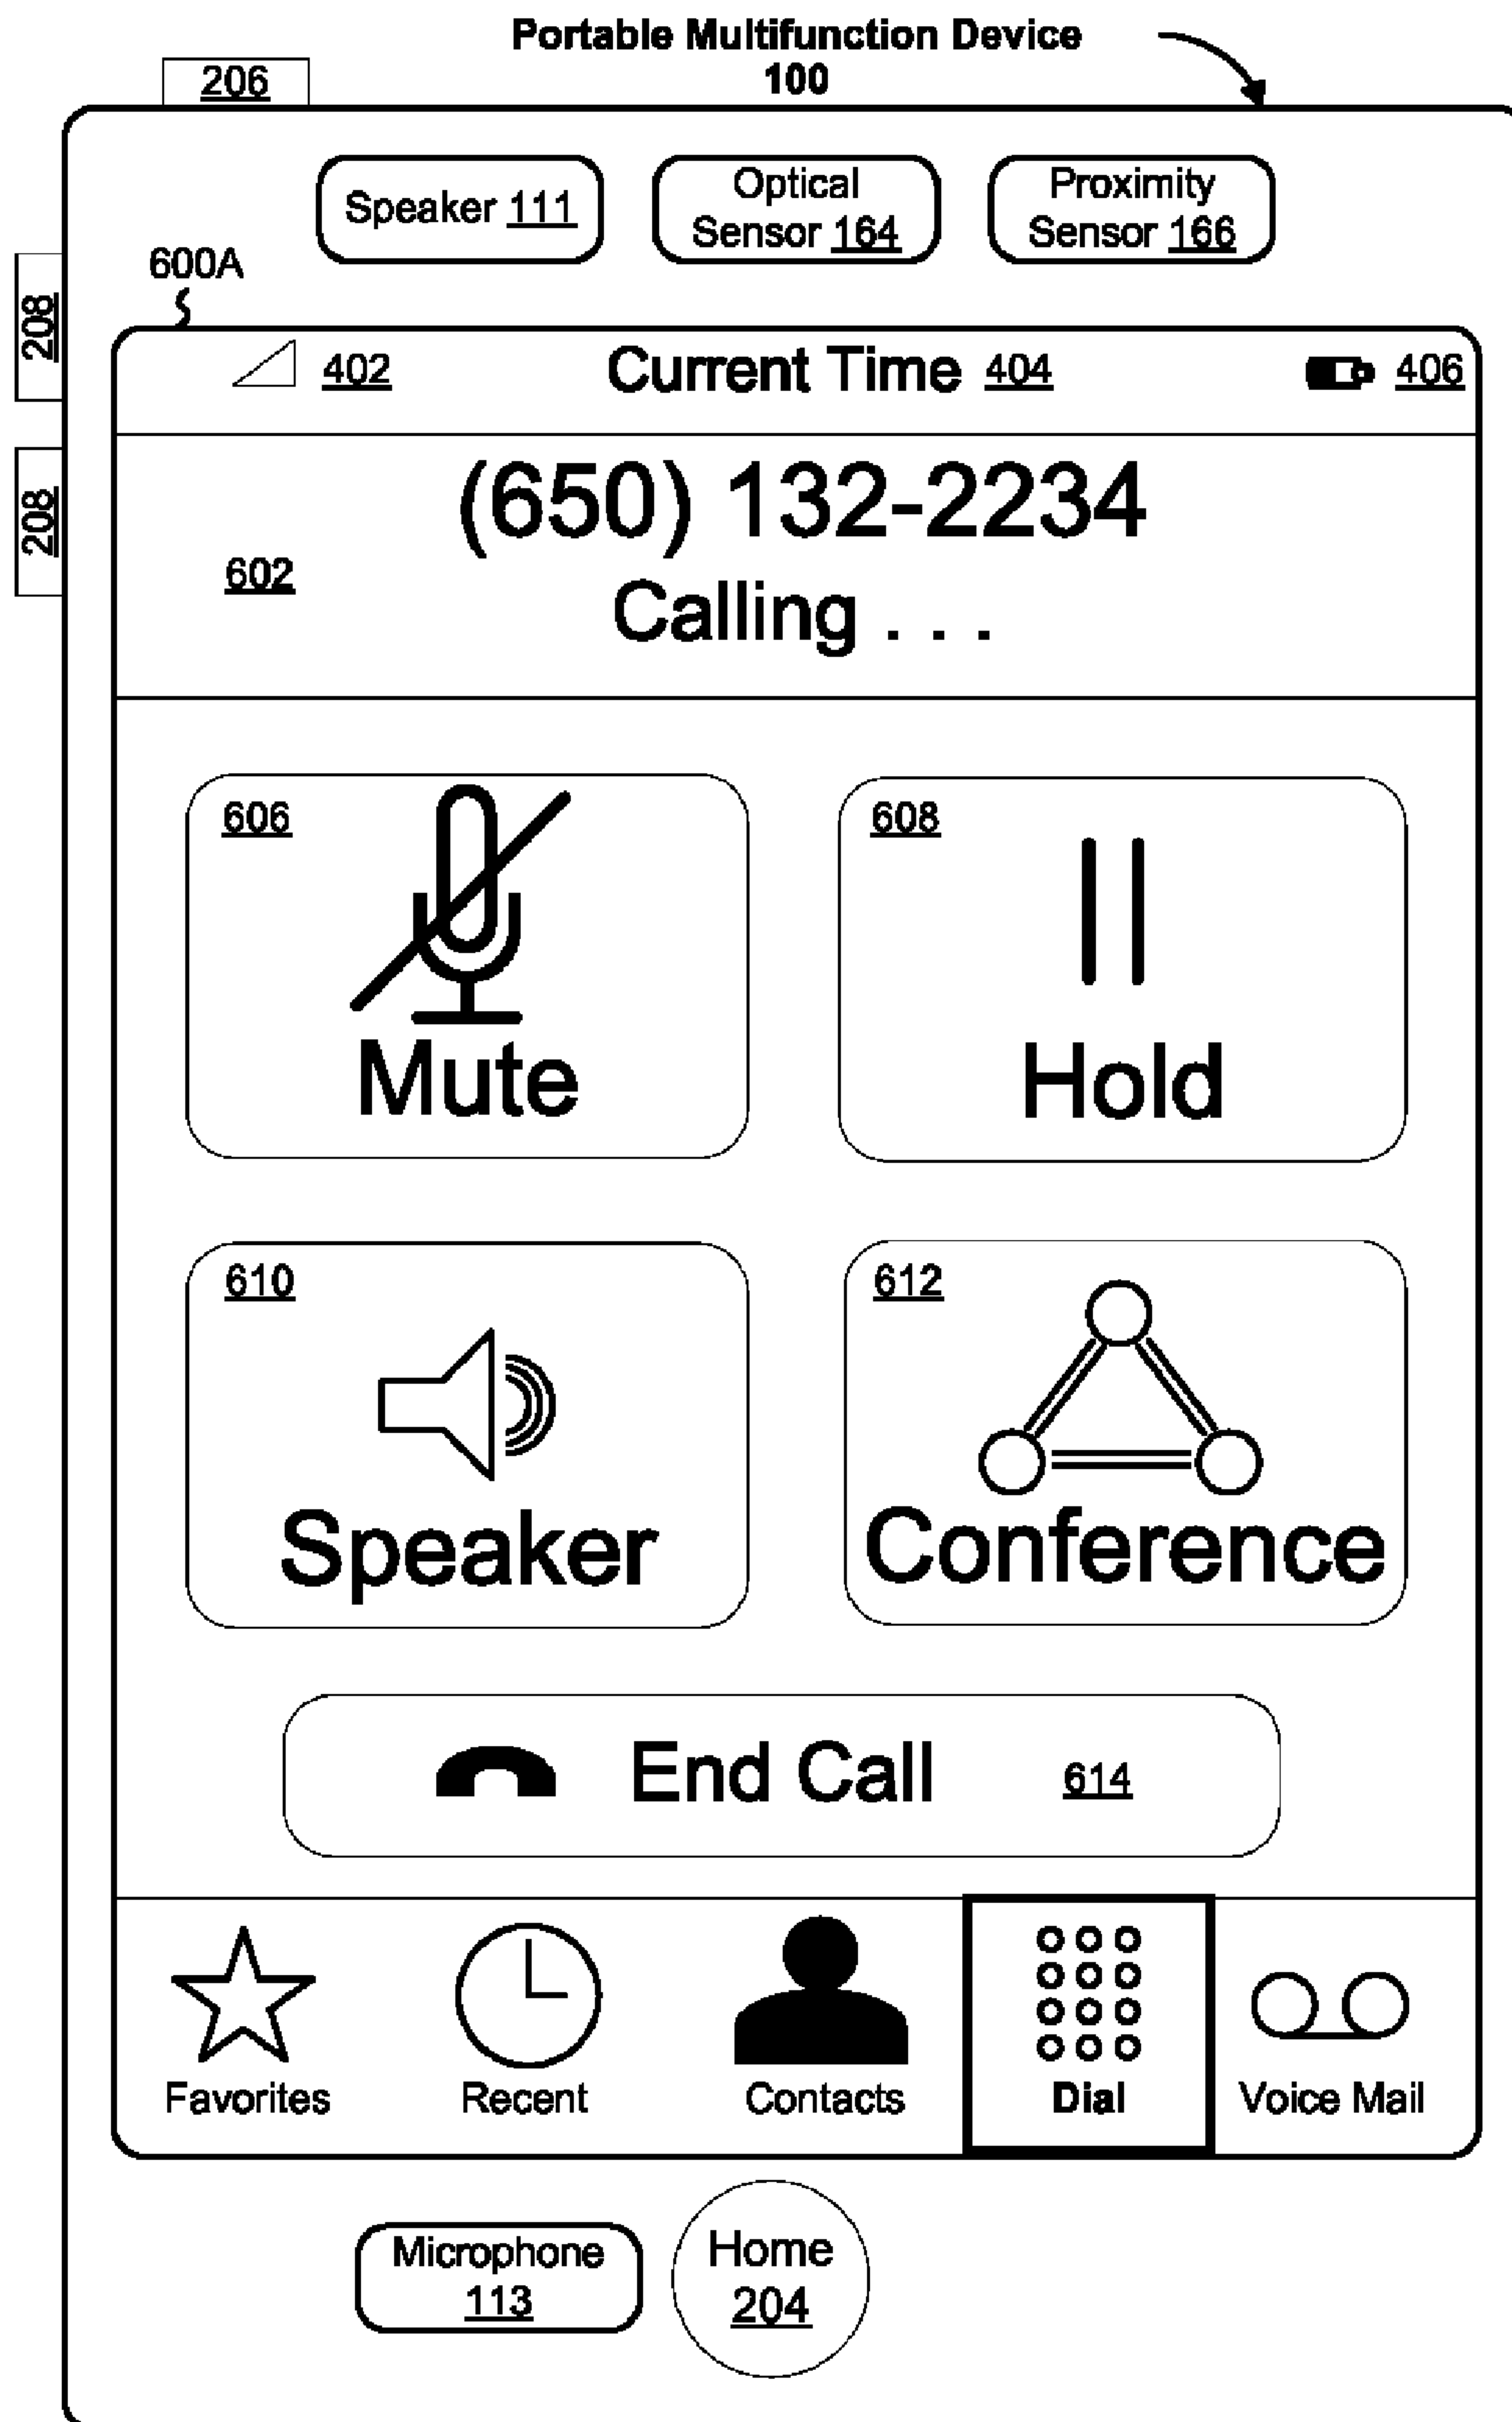 Portable Multifunction Device
100
206
Speaker 111
Optical
Sensor 164
Proximity
Sensor 166
600A
208
402
Current Time 404
406
208
(650) 132-2234
602
Calling . . .
606
Mute
608
Hold
610
Speaker
612
Conference
End Call
614
Favorites
Recent
Contacts
Dial
Voice Mail
Microphone
113
Home
204